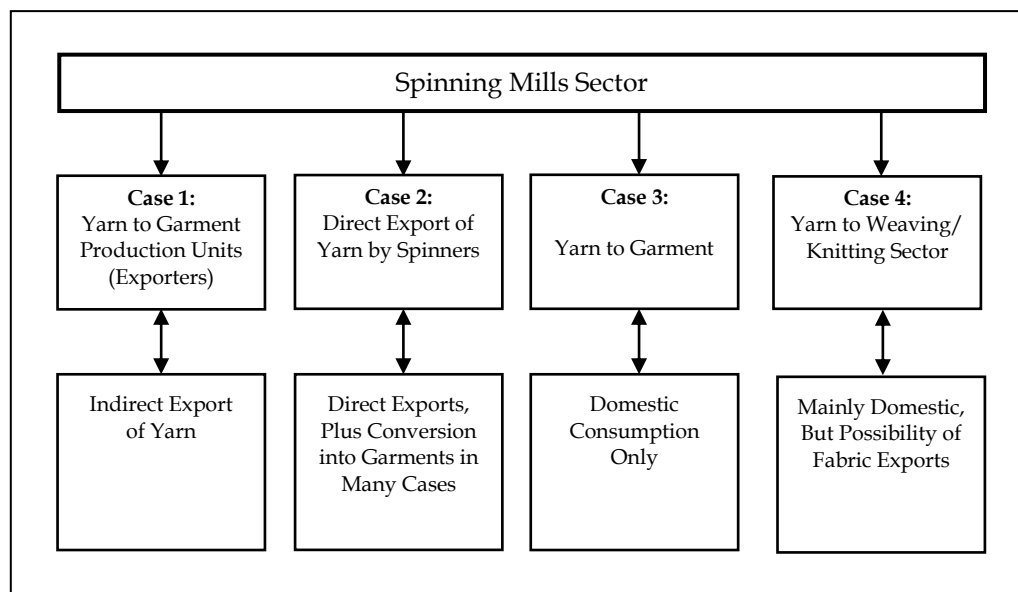 Spinning Mills Sector
Case 1:
Yarn to Garment
Production Units
(Exporters)
Case 2:
Direct Export of
Yarn by Spinners
Case 3:
Yarn to Garment
Case 4:
Yarn to Weaving/
Knitting Sector
Indirect Export
of Yarn
Direct Exports,
Plus Conversion
into Garments in
Many Cases
Domestic
Consumption
Only
Mainly Domestic,
But Possibility of
Fabric Exports